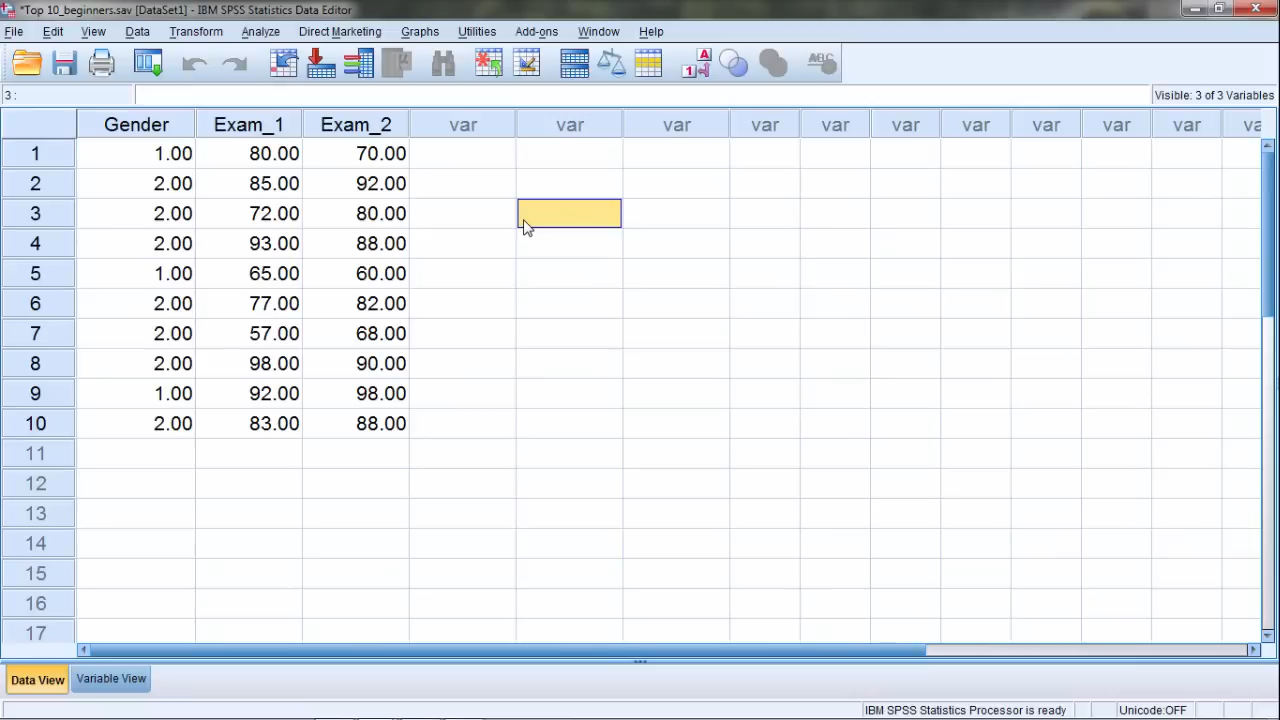 *Top 10_beginners.sav [DataSet1] - IBM SPSS Statistics Data Editor
File Edit View Data Transform Analyze Direct Marketing Graphs Utilities Add-ons Window Help
A 1 ABC
3 : Visible: 3 of 3 Variables
Gender Exam_1 Exam_2 var var var var var var var var var var va
1 1.00 80.00 70.00
2 2.00 85.00 92.00
3 2.00 72.00 80.00
4 2.00 93.00 88.00
5 1.00 65.00 60.00
6 2.00 77.00 82.00
7 2.00 57.00 68.00
8 2.00 98.00 90.00
9 1.00 92.00 98.00
10 2.00 83.00 88.00
11
12
13
14
15
16
17
Data View Variable View
IBM SPSS Statistics Processor is ready Unicode:OFF